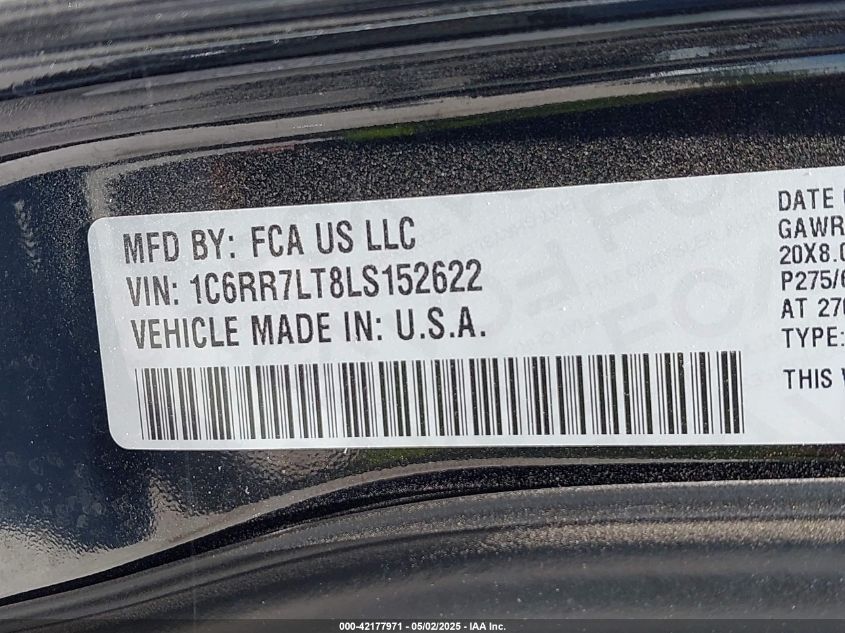 MFD BY: FCA US LLC
VIN: 1C6RR7LT8LS152622
VEHICLE MADE IN: U.S.A.
DATE
GAWR
20X8.0
P275/6
AT 270
TYPE:
THIS
000-42177971 | 05/02/2025 - IAA Inc.